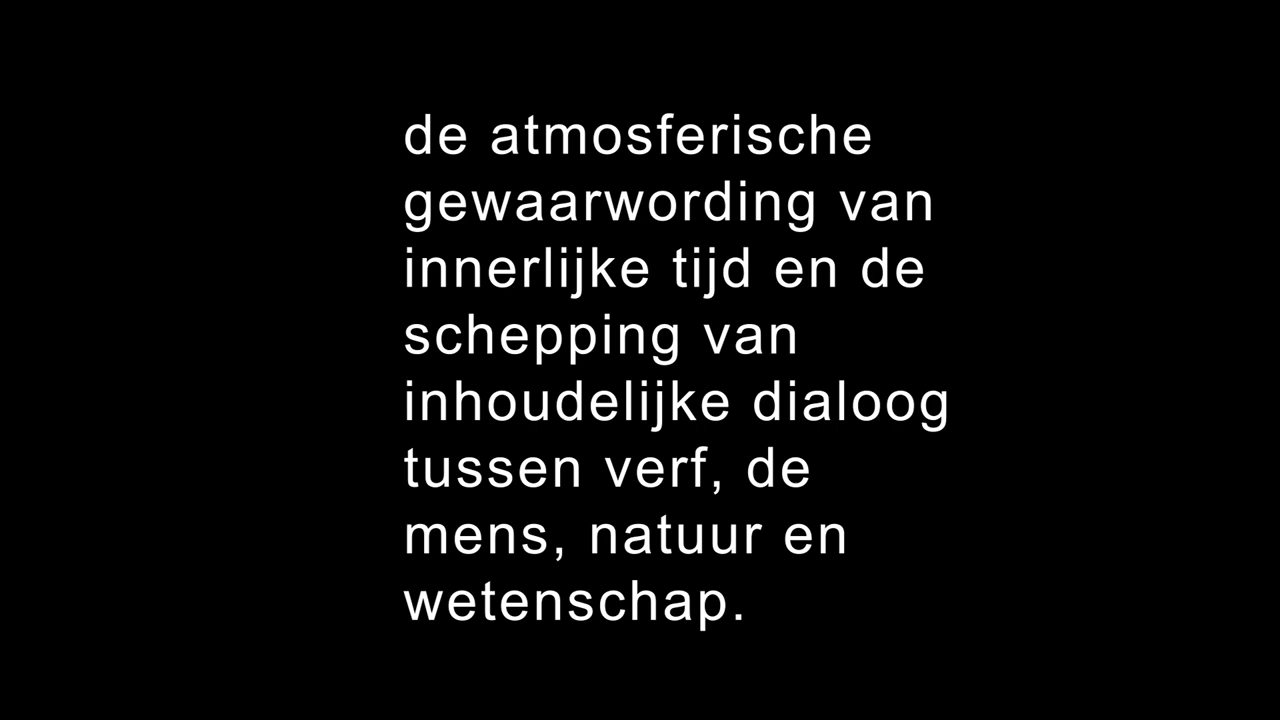 de atmosferische
gewaarwording van
innerlijke tijd en de
schepping van
inhoudelijke dialoog
tussen verf, de
mens, natuur en
wetenschap.